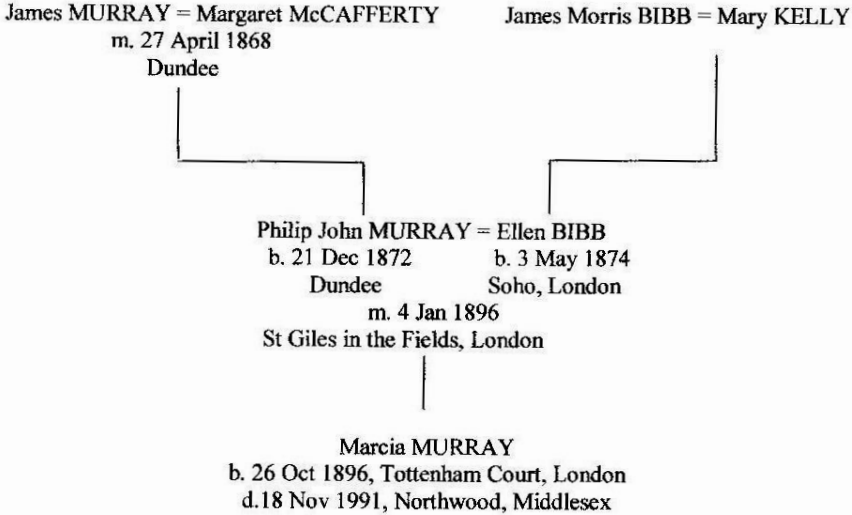 James MURRAY = Margaret McCAFFERTY
m. 27 April 1868
Dundee
James Morris BIBB = Mary KELLY
Philip John MURRAY = Ellen BIBB
b. 21 Dec 1872 b. 3 May 1874
Dundee Soho, London
m. 4 Jan 1896
St Giles in the Fields, London
Marcia MURRAY
b. 26 Oct 1896, Tottenham Court, London
d.18 Nov 1991, Northwood, Middlesex